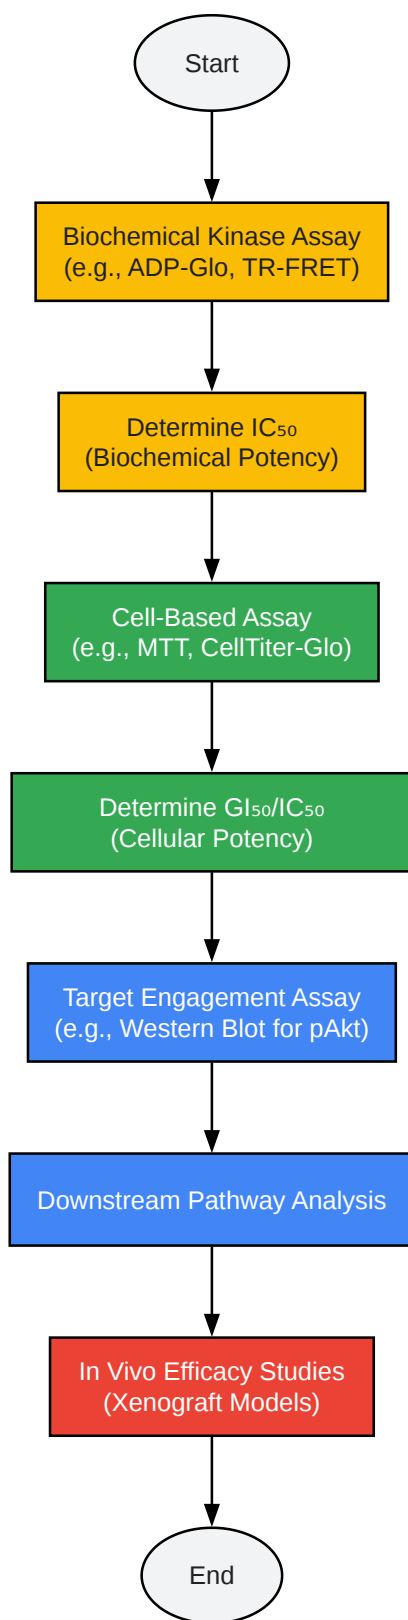 Start
Biochemical Kinase Assay
(e.g., ADP-Glo, TR-FRET)
Determine IC₅₀
(Biochemical Potency)
Cell-Based Assay
(e.g., MTT, CellTiter-Glo)
Determine GI₅₀/IC₅₀
(Cellular Potency)
Target Engagement Assay
(e.g., Western Blot for pAkt)
Downstream Pathway Analysis
In Vivo Efficacy Studies
(Xenograft Models)
End